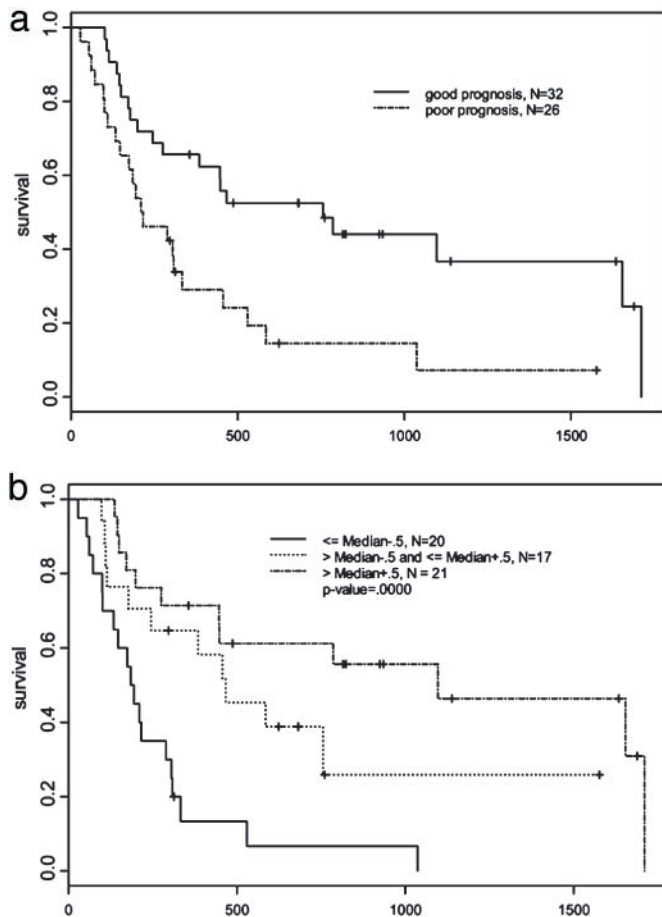 a
1.0
0.8
0.6
0.4
0.2
0.0
survival
good prognosis, N=32
poor prognosis, N=26
0 500 1000 1500
b
1.0
0.8
0.6
0.4
0.2
0.0
survival
<= Median-.5, N=20
> Median-.5 and <= Median+.5, N=17
> Median+.5, N = 21
p-value=.0000
0 500 1000 1500